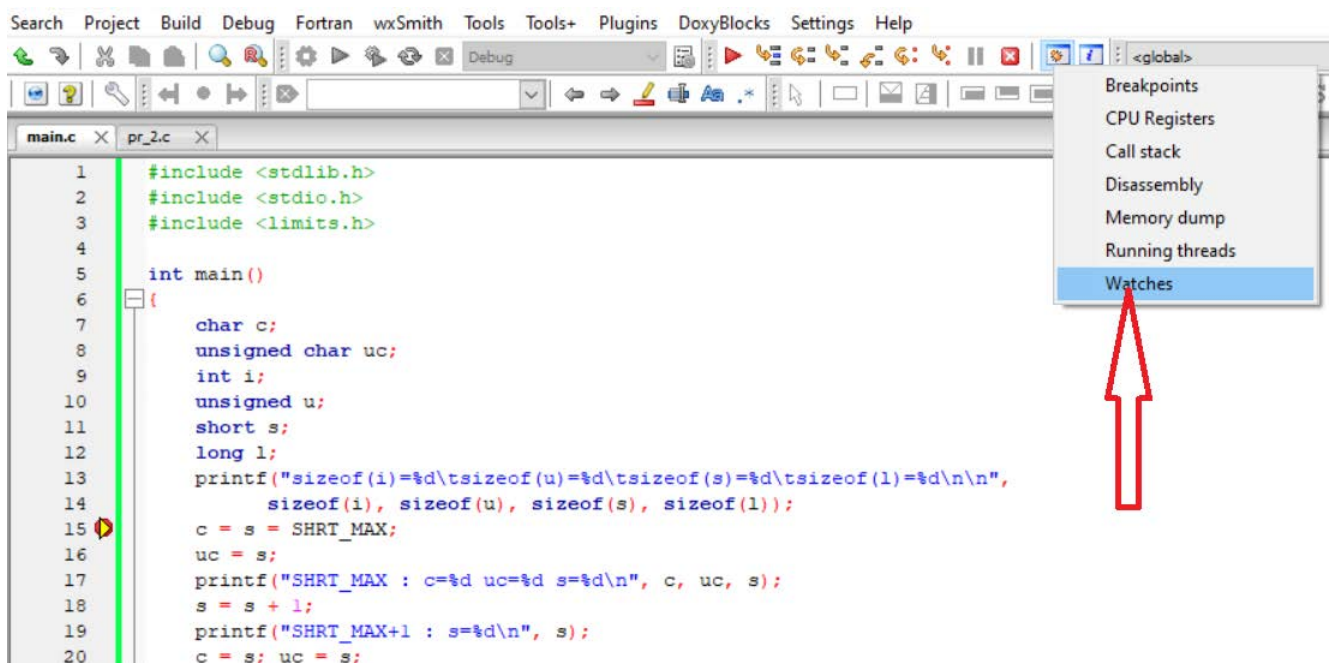 Search Project Build Debug Fortran wxSmith Tools Tools+ Plugins DoxyBlocks Settings Help
Debug
<global>
Breakpoints
CPU Registers
Call stack
Disassembly
Memory dump
Running threads
Watches
main.c pr_2.c
1 #include <stdlib.h>
2 #include <stdio.h>
3 #include <limits.h>
4
5 int main()
6 {
7 char c;
8 unsigned char uc;
9 int i;
10 unsigned u;
11 short s;
12 long l;
13 printf("sizeof(i)=%d\tsizeof(u)=%d\tsizeof(s)=%d\tsizeof(l)=%d\n\n",
14 sizeof(i), sizeof(u), sizeof(s), sizeof(l));
15 c = s = SHRT_MAX;
16 uc = s;
17 printf("SHRT_MAX : c=%d uc=%d s=%d\n", c, uc, s);
18 s = s + 1;
19 printf("SHRT_MAX+1 : s=%d\n", s);
20 c = s; uc = s;